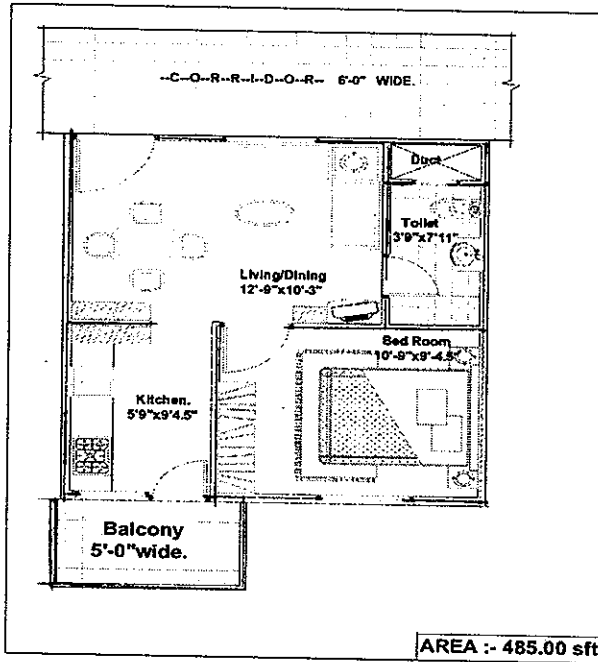 --C--O--R--R--I--D--O--R-- 6'-0" WIDE.
Duct
Toilet
3'9"x7'11"
Living/Dining
12'-9"x10'-3"
Bed Room
10'-9"x9'-4.5"
Kitchen.
5'9"x9'4.5"
Balcony
5'-0"wide.
AREA :- 485.00 sft